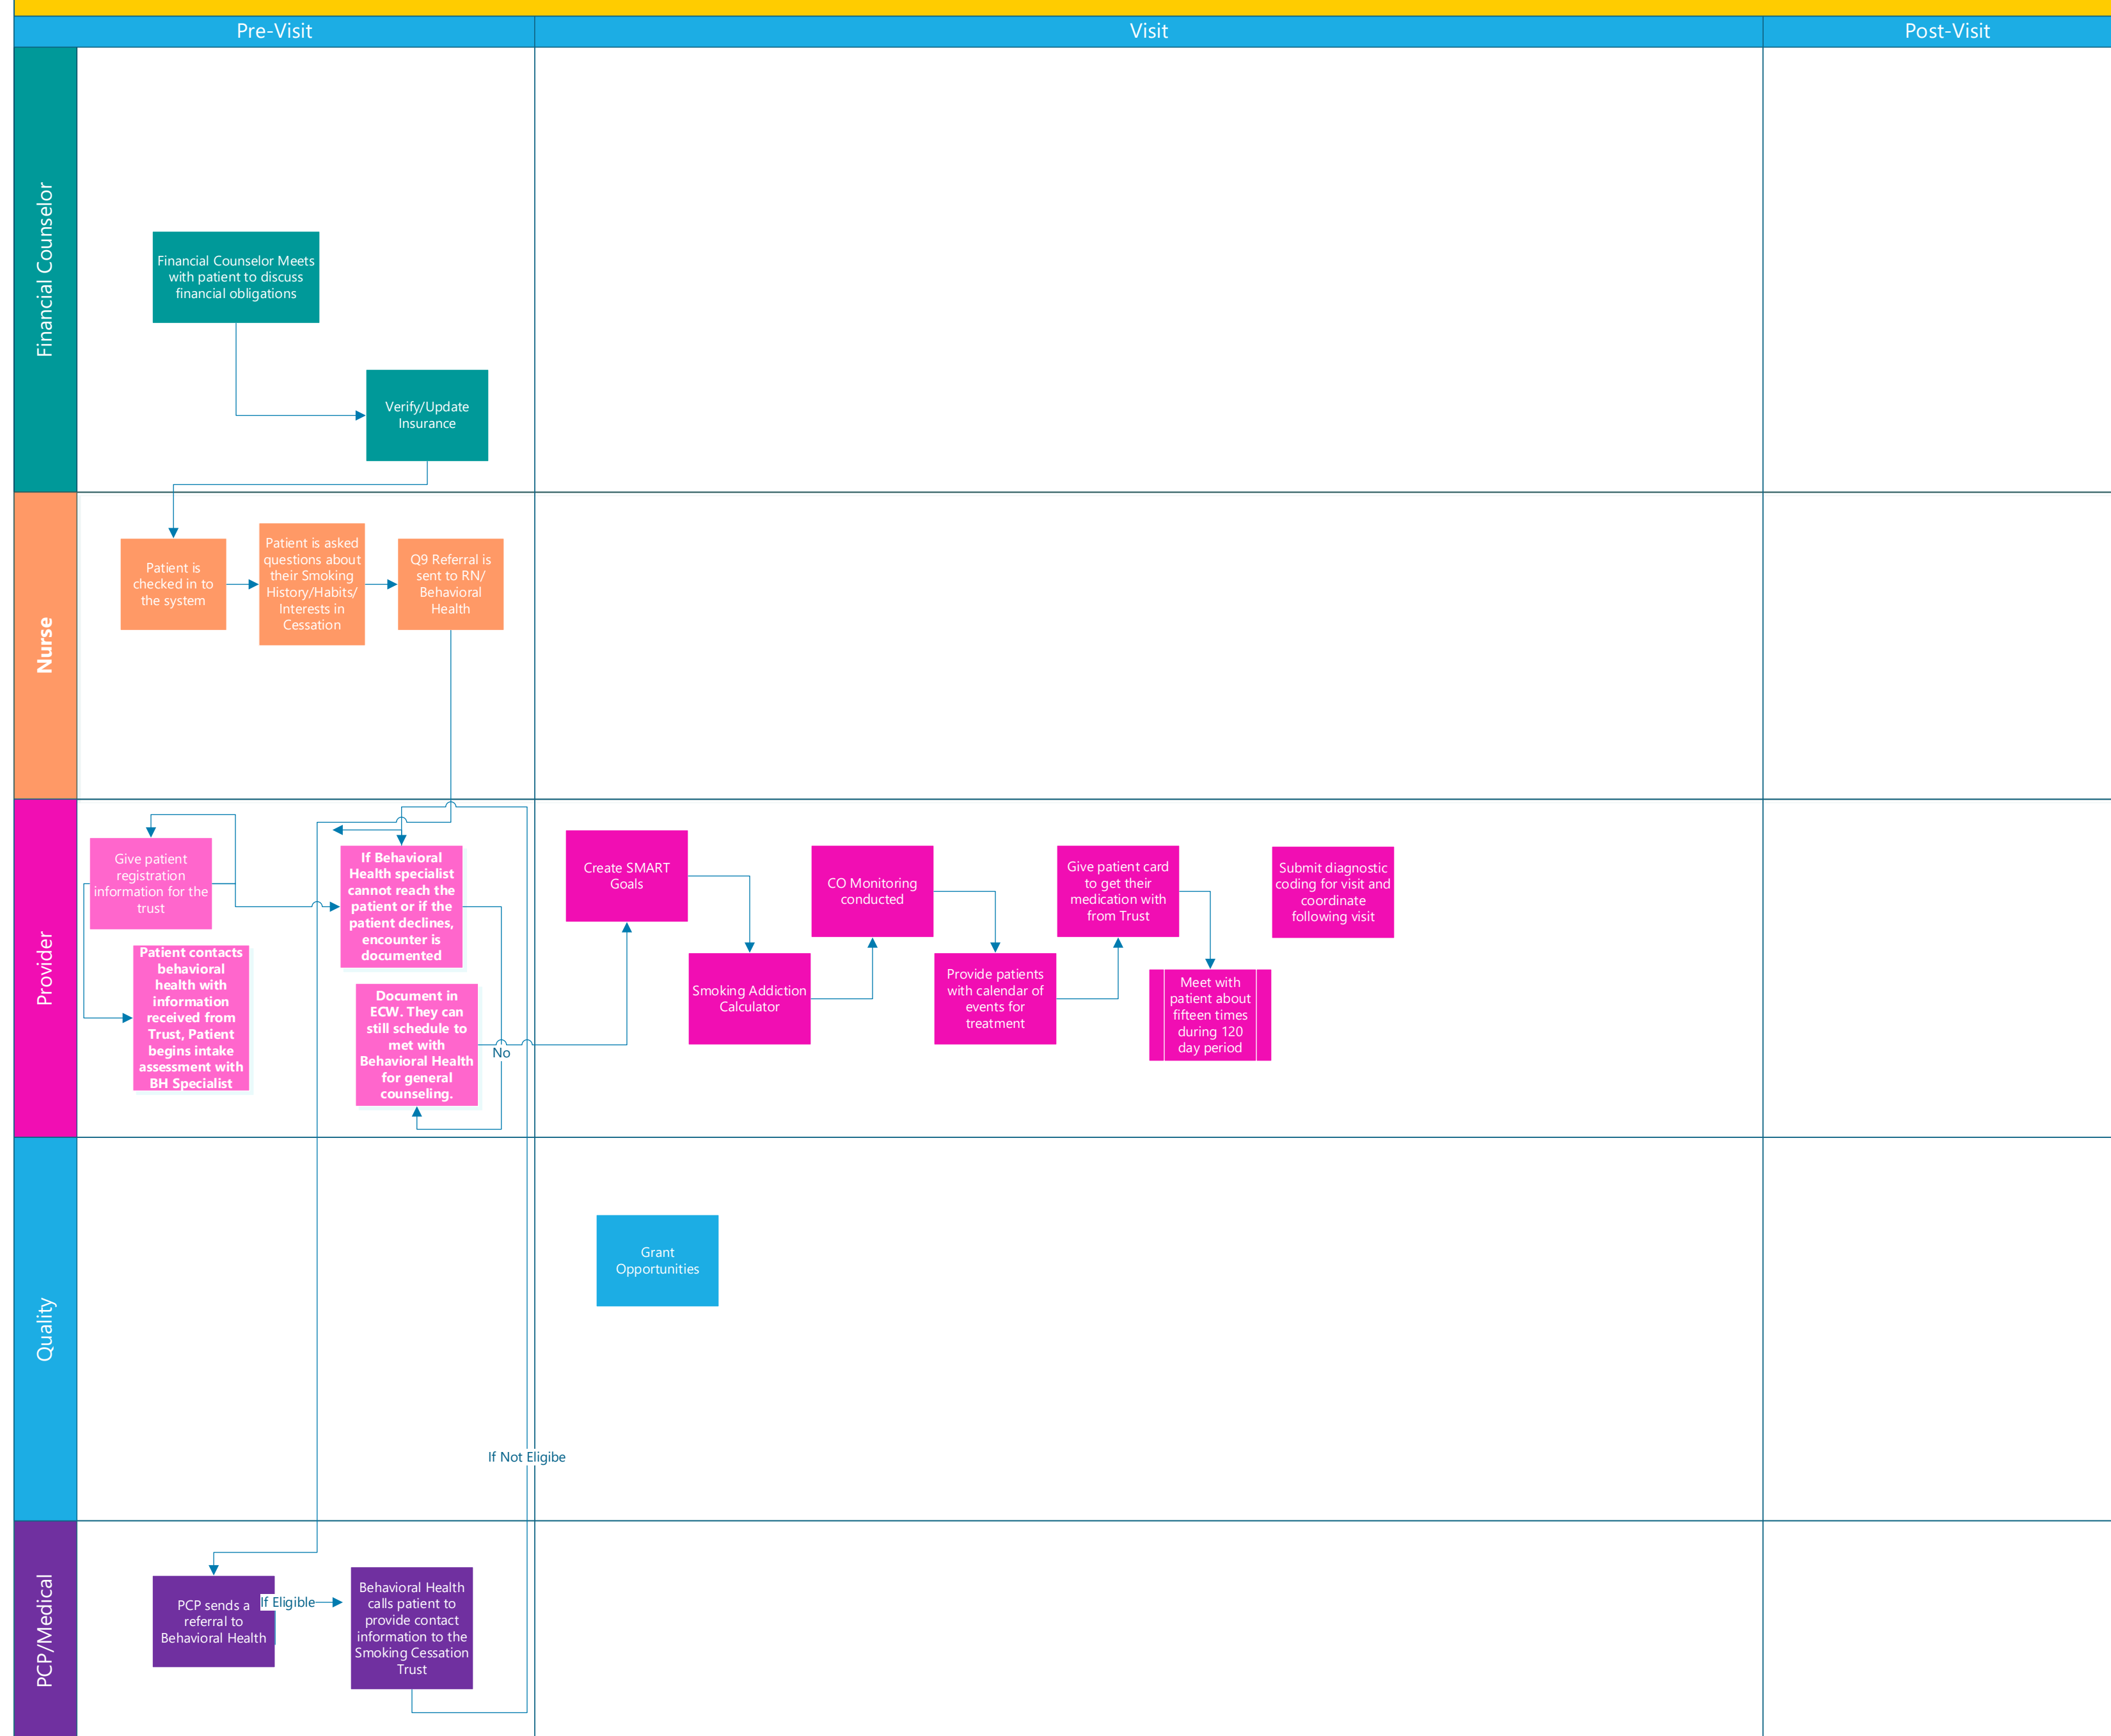 Pre-Visit
Visit
Post-Visit
Financial Counselor
Financial Counselor Meets
with patient to discuss
financial obligations
Verify/Update
Insurance
Nurse
Patient is
checked in to
the system
Patient is asked
questions about
their Smoking
History/Habits/
Interests in
Cessation
Q9 Referral is
sent to RN/
Behavioral
Health
Provider
Give patient
registration
information for the
trust
If Behavioral
Health specialist
cannot reach the
patient or if the
patient declines,
encounter is
documented
Patient contacts
behavioral
health with
information
received from
Trust, Patient
begins intake
assessment with
BH Specialist
Document in
ECW. They can
still schedule to
met with
Behavioral Health
for general
counseling.
No
Create SMART
Goals
Smoking Addiction
Calculator
CO Monitoring
conducted
Provide patients
with calendar of
events for
treatment
Give patient card
to get their
medication with
from Trust
Meet with
patient about
fifteen times
during 120
day period
Submit diagnostic
coding for visit and
coordinate
following visit
Quality
Grant
Opportunities
If Not Eligibe
PCP/Medical
PCP sends a
referral to
Behavioral Health
If Eligible
Behavioral Health
calls patient to
provide contact
information to the
Smoking Cessation
Trust